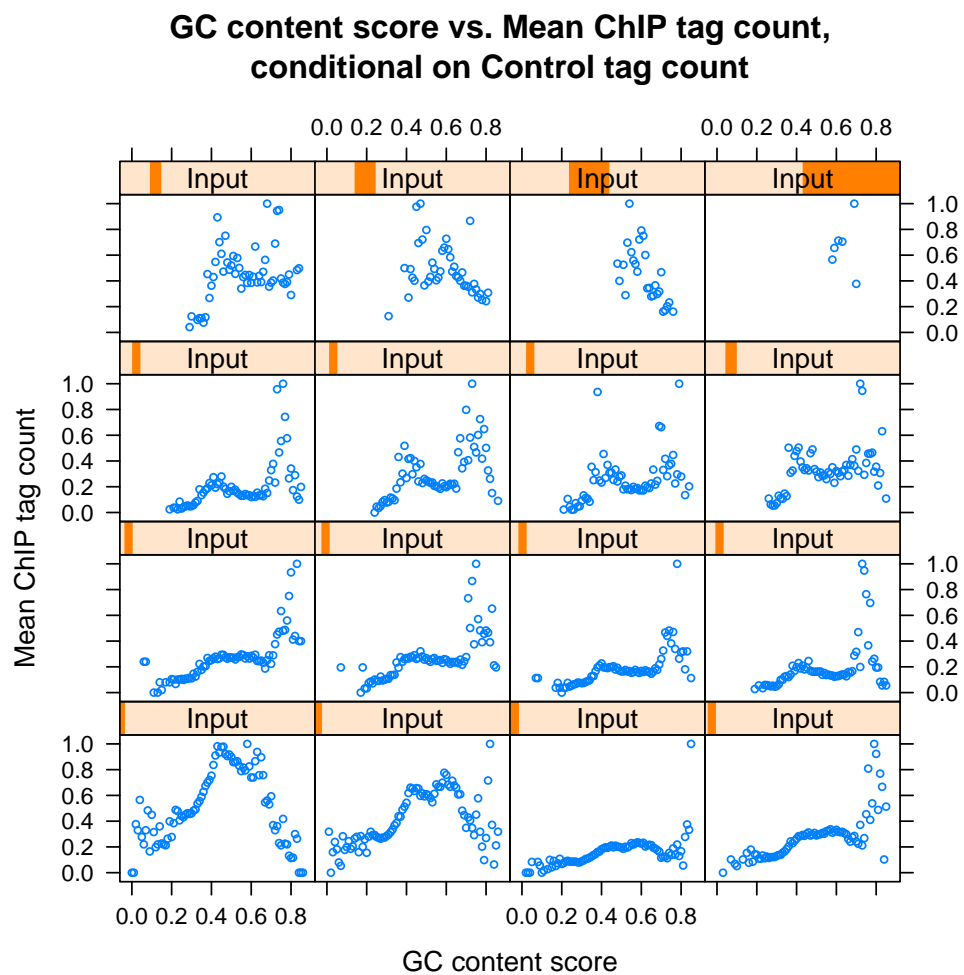 GC content score vs. Mean ChIP tag count,
conditional on Control tag count
0.0 0.2 0.4 0.6 0.8
0.0 0.2 0.4 0.6 0.8
Input
Input
Input
Input
1.0
0.8
0.6
0.4
0.2
0.0
Input
Input
Input
Input
1.0
0.8
0.6
0.4
0.2
0.0
Mean ChIP tag count
Input
Input
Input
Input
1.0
0.8
0.6
0.4
0.2
0.0
Input
Input
Input
Input
1.0
0.8
0.6
0.4
0.2
0.0
0.0 0.2 0.4 0.6 0.8
0.0 0.2 0.4 0.6 0.8
GC content score